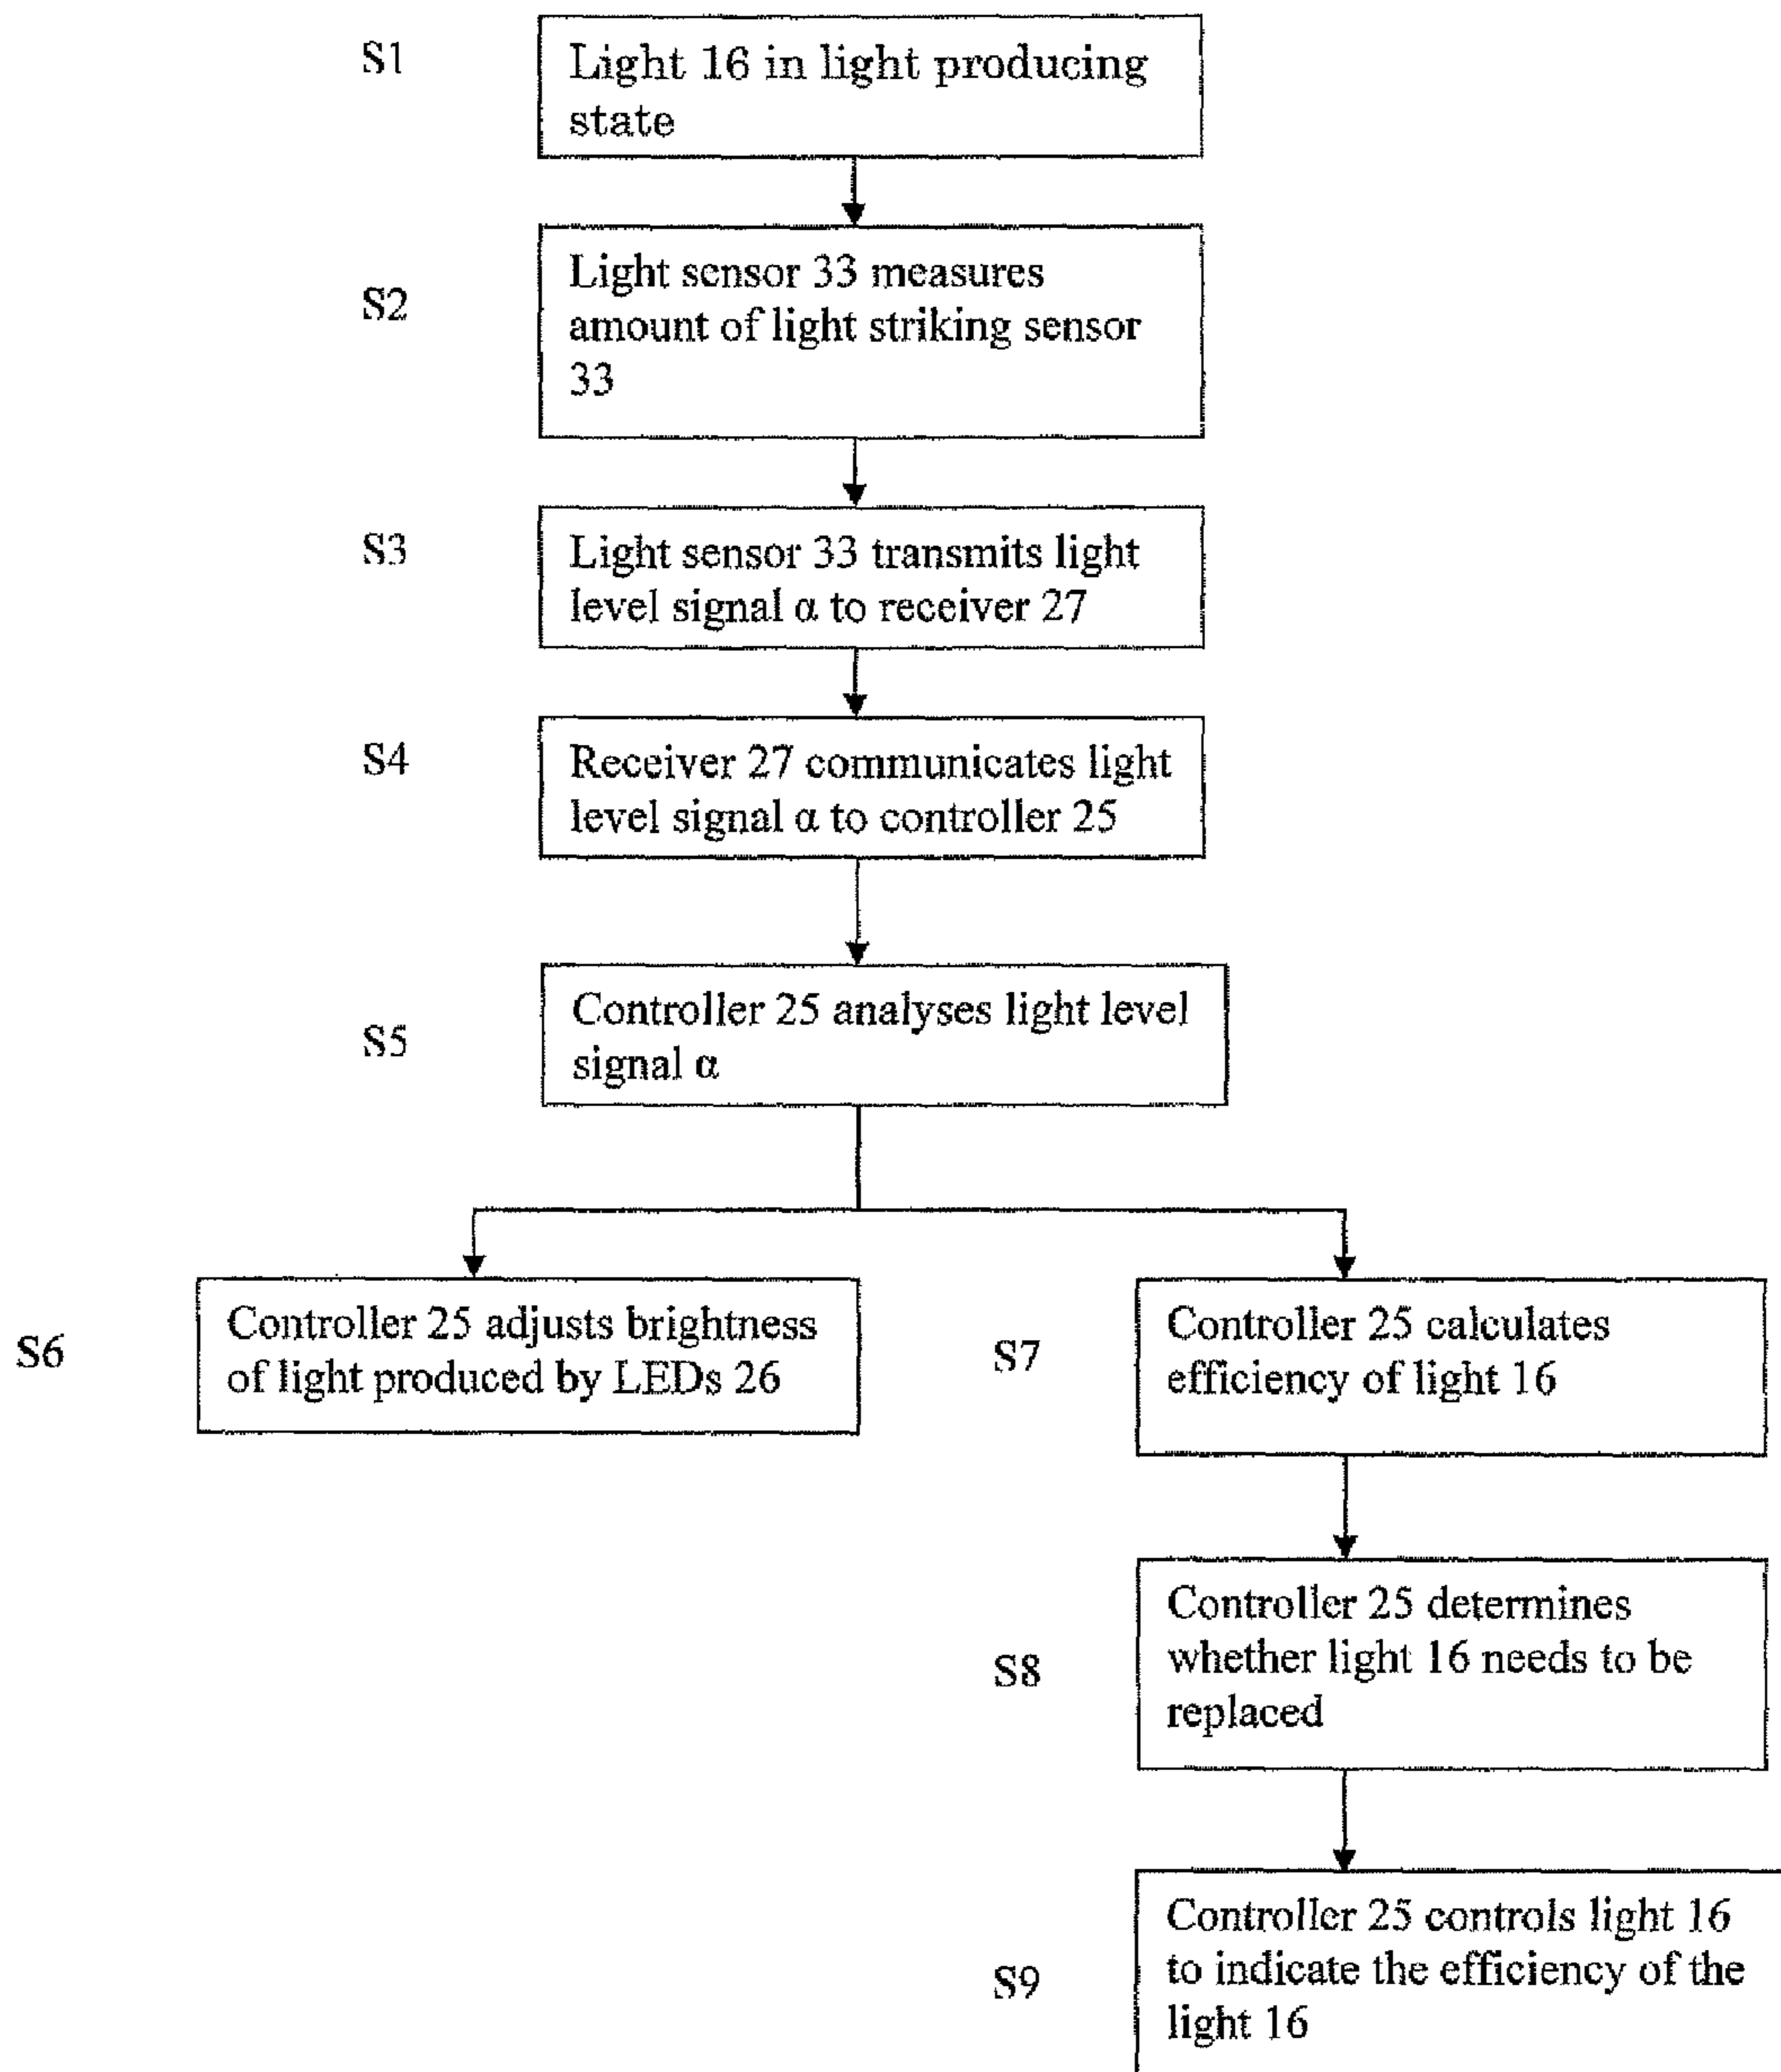 S1
Light 16 in light producing
state
S2
Light sensor 33 measures
amount of light striking sensor
33
S3
Light sensor 33 transmits light
level signal α to receiver 27
S4
Receiver 27 communicates light
level signal α to controller 25
S5
Controller 25 analyses light level
signal α
S6
Controller 25 adjusts brightness
of light produced by LEDs 26
S7
Controller 25 calculates
efficiency of light 16
S8
Controller 25 determines
whether light 16 needs to be
replaced
S9
Controller 25 controls light 16
to indicate the efficiency of the
light 16